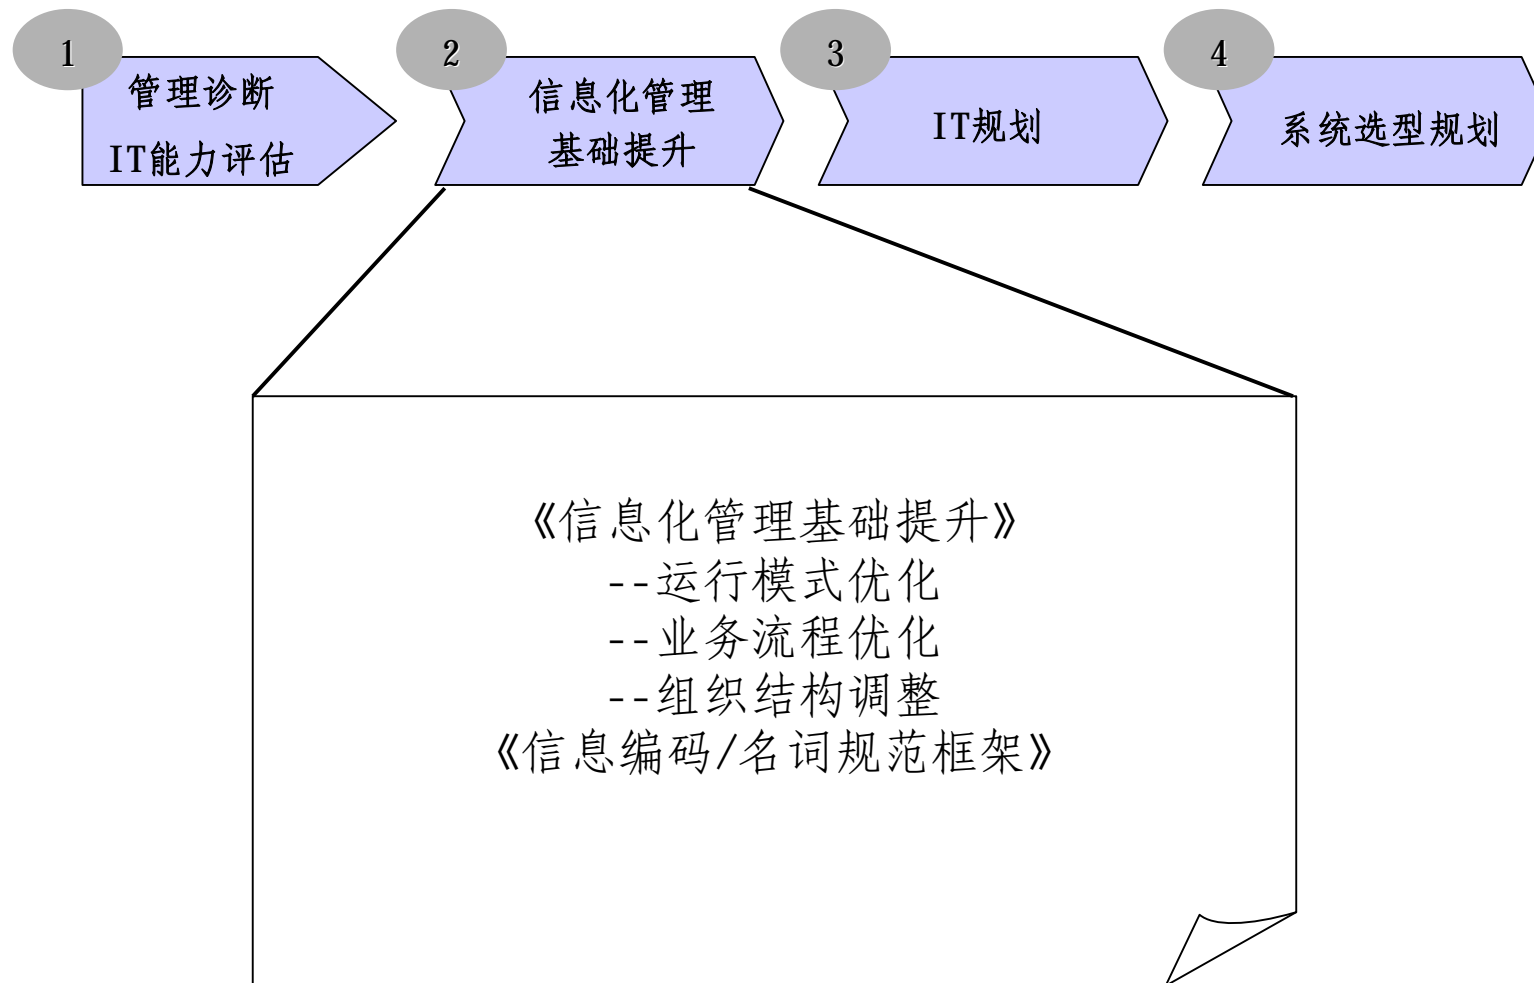 1
管理诊断
IT能力评估
2
信息化管理
基础提升
3
IT规划
4
系统选型规划
《信息化管理基础提升》
--运行模式优化
--业务流程优化
--组织结构调整
《信息编码/名词规范框架》